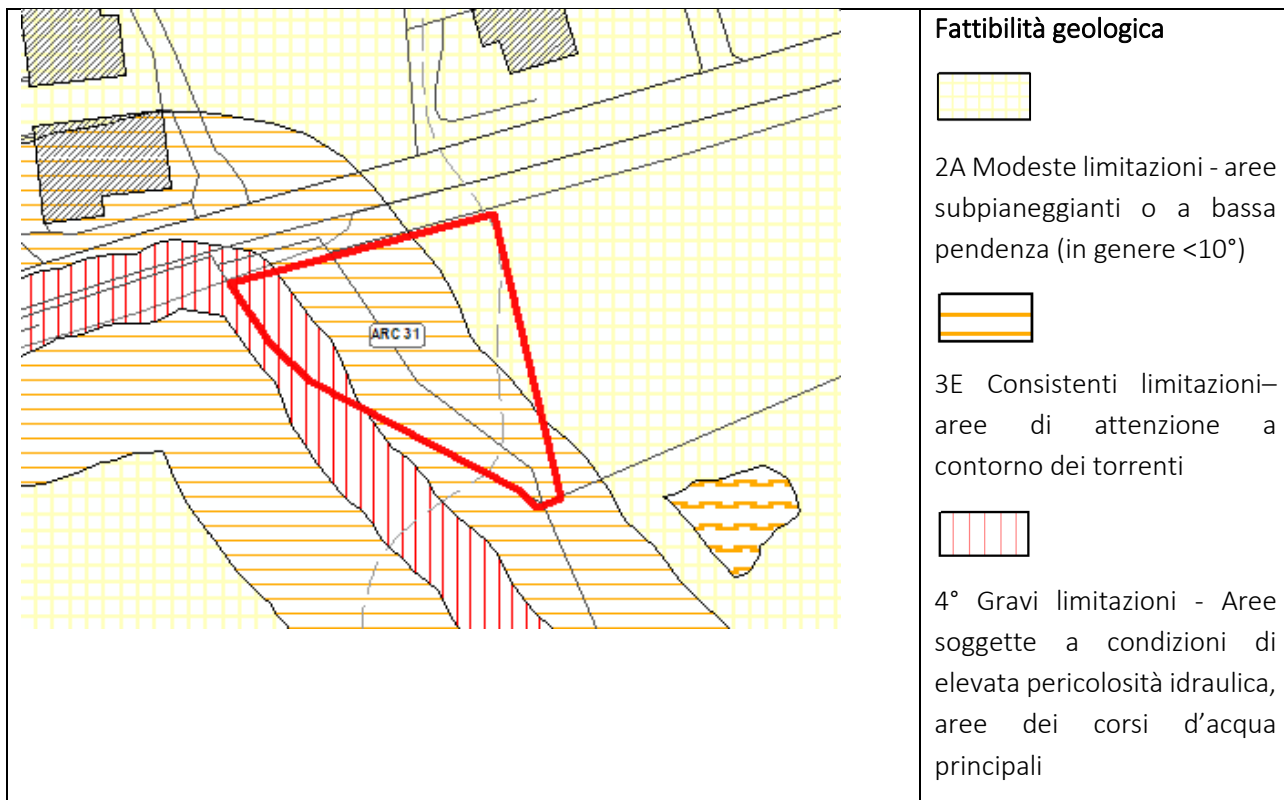 Fattibilità geologica
ARC 31
2A Modeste limitazioni - aree
subpianeggianti o a bassa
pendenza (in genere <10°)
3E Consistenti limitazioni–
aree di attenzione a
contorno dei torrenti
4° Gravi limitazioni - Aree
soggette a condizioni di
elevata pericolosità idraulica,
aree dei corsi d’acqua
principali